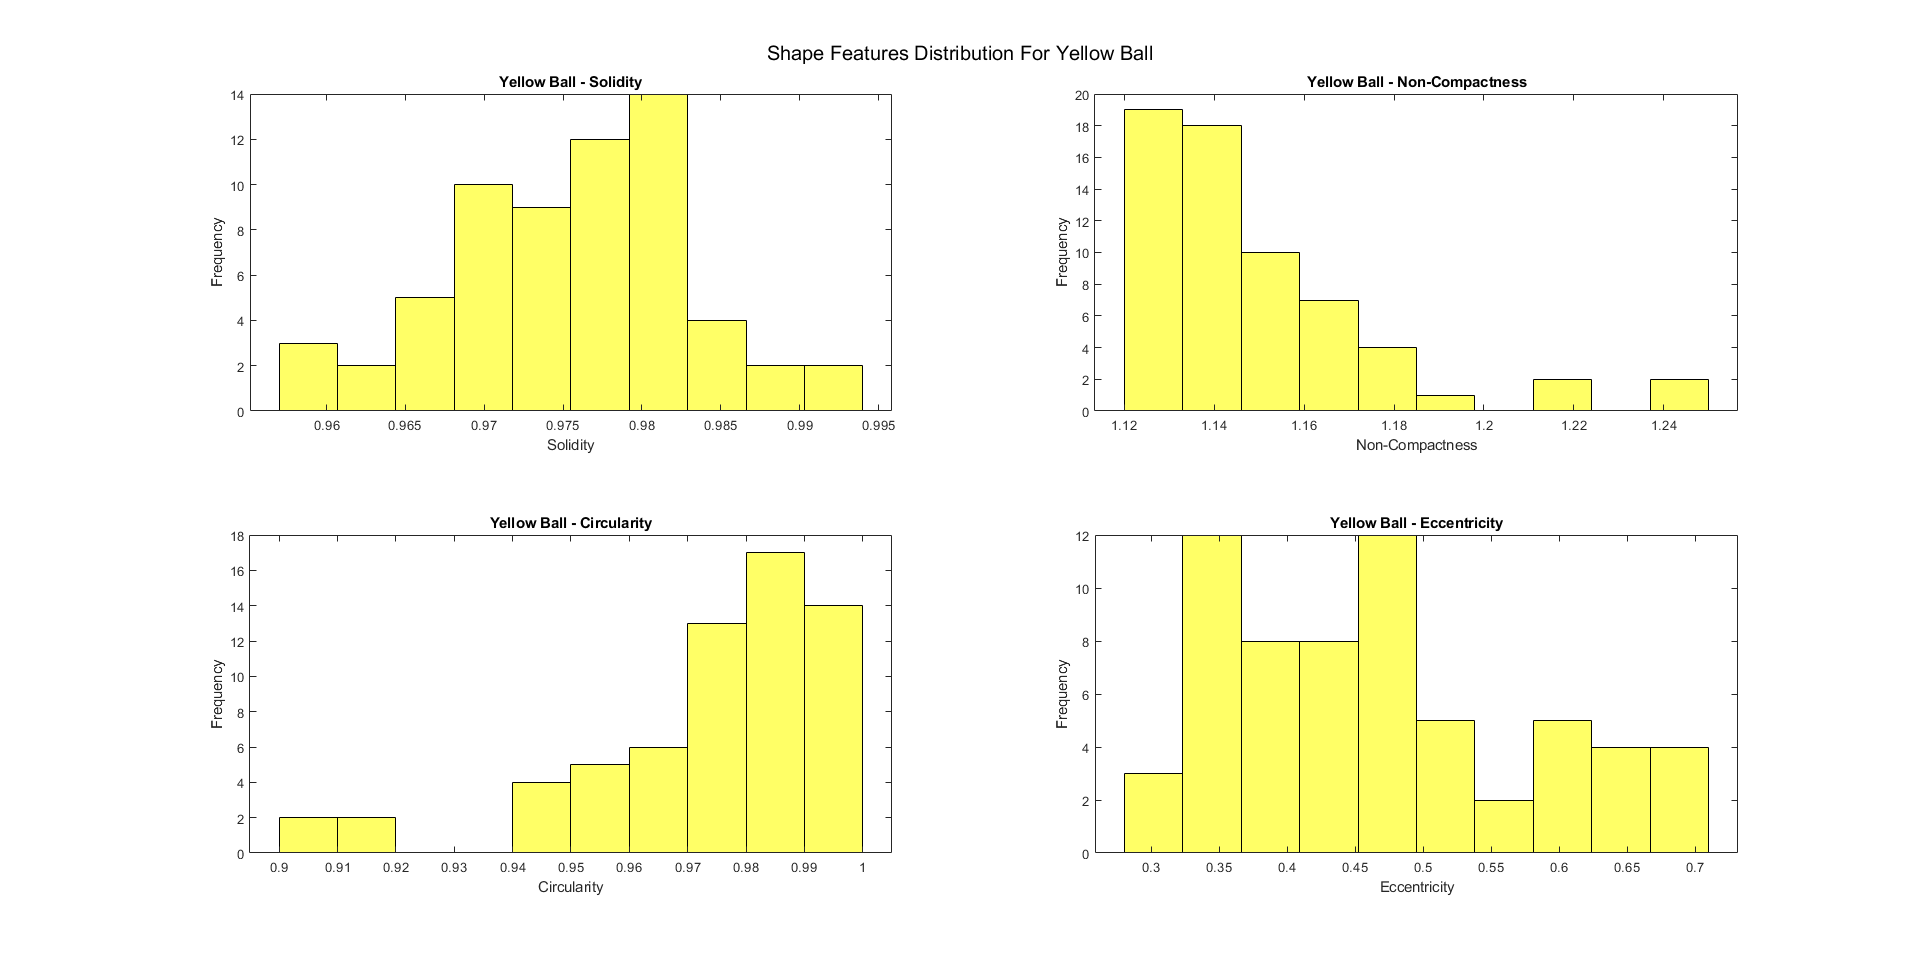 Shape Features Distribution For Yellow Ball
Yellow Ball - Solidity
14
12
10
8
6
4
2
0
Frequency
0.96 0.965 0.97 0.975 0.98 0.985 0.99 0.995
Solidity
Yellow Ball - Non-Compactness
20
18
16
14
12
10
8
6
4
2
0
Frequency
1.12 1.14 1.16 1.18 1.2 1.22 1.24
Non-Compactness
Yellow Ball - Circularity
18
16
14
12
10
8
6
4
2
0
Frequency
0.9 0.91 0.92 0.93 0.94 0.95 0.96 0.97 0.98 0.99 1
Circularity
Yellow Ball - Eccentricity
12
10
8
6
4
2
0
Frequency
0.3 0.35 0.4 0.45 0.5 0.55 0.6 0.65 0.7
Eccentricity